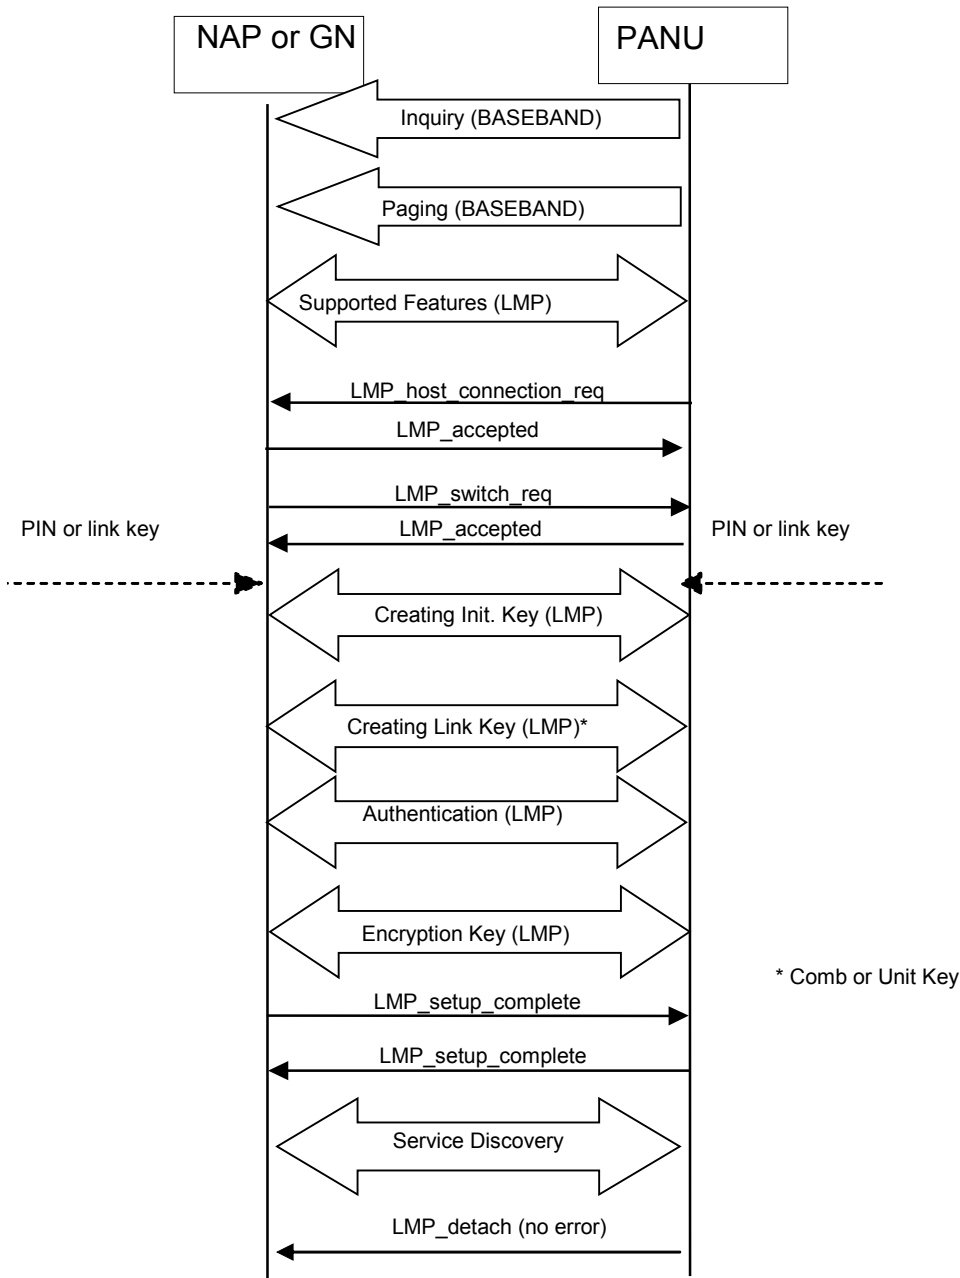 NAP or GN
PANU
Inquiry (BASEBAND)
Paging (BASEBAND)
Supported Features (LMP)
LMP_host_connection_req
LMP_accepted
LMP_switch_req
PIN or link key
LMP_accepted
PIN or link key
Creating Init. Key (LMP)
Creating Link Key (LMP)*
Authentication (LMP)
Encryption Key (LMP)
* Comb or Unit Key
LMP_setup_complete
LMP_setup_complete
Service Discovery
LMP_detach (no error)